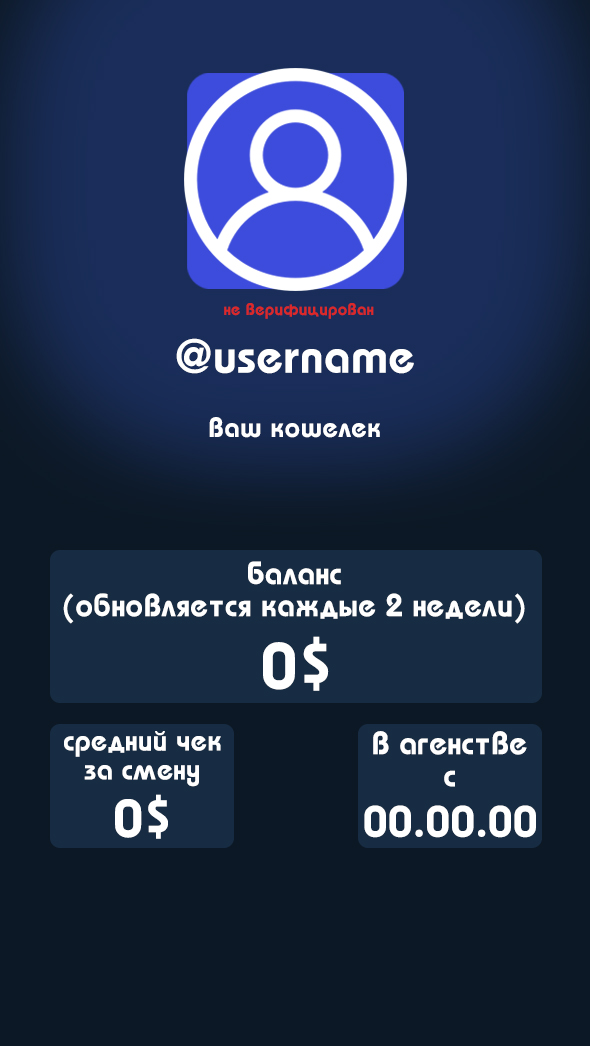 не верифицирован
@username
Ваш кошелек
баланс
(обновляется каждые 2 недели)
0$
средний чек
за смену
0$
в агенстве
с
00.00.00